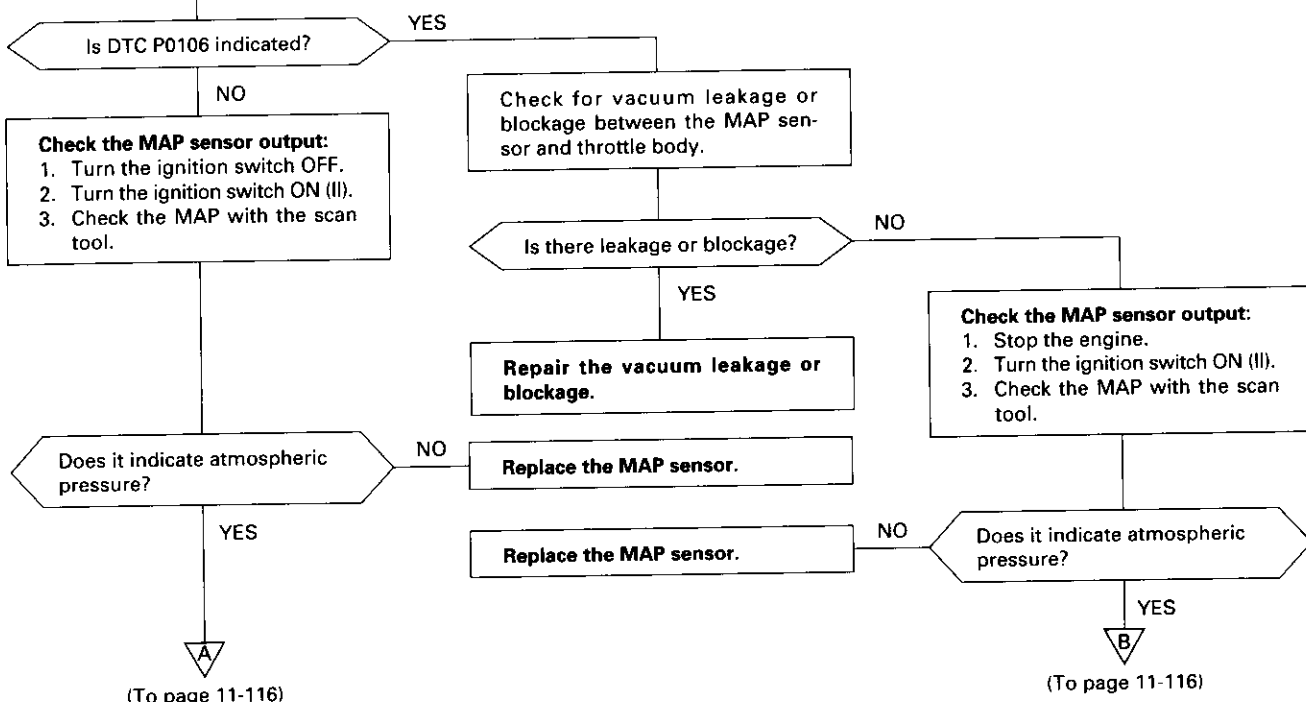 YES
Is DTC P0106 indicated?
NO
Check for vacuum leakage or
blockage between the MAP sen-
sor and throttle body.
Check the MAP sensor output:
1. Turn the ignition switch OFF.
2. Turn the ignition switch ON (II).
3. Check the MAP with the scan
tool.
NO
Is there leakage or blockage?
YES
Check the MAP sensor output:
1. Stop the engine.
2. Turn the ignition switch ON (II).
3. Check the MAP with the scan
tool.
Repair the vacuum leakage or
blockage.
Does it indicate atmospheric
pressure?
NO
Replace the MAP sensor.
YES
Replace the MAP sensor.
NO
Does it indicate atmospheric
pressure?
YES
A
(To page 11-116)
B
(To page 11-116)